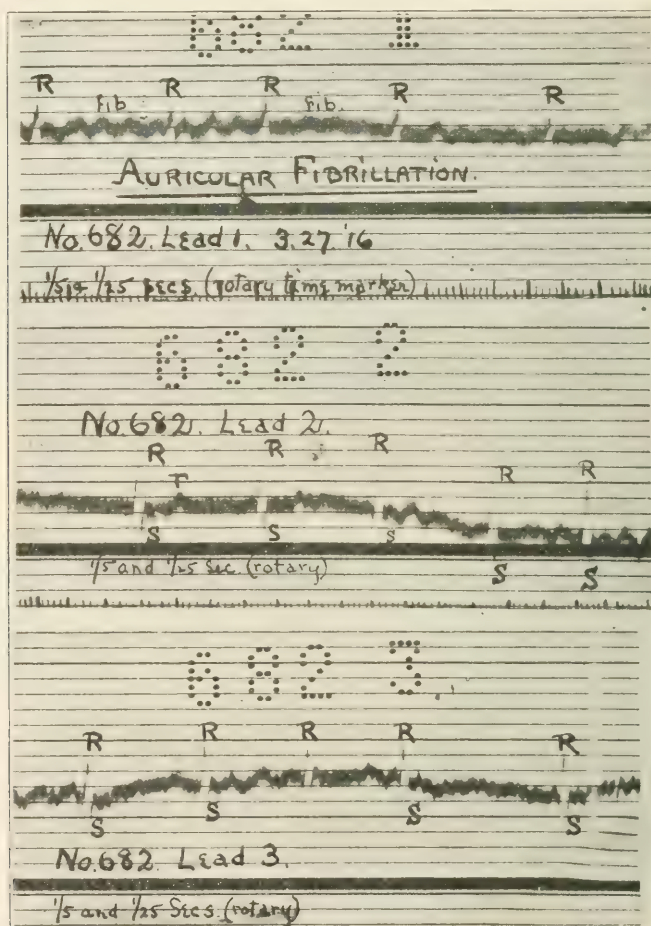 682 1
R R R R R
Fib. Fib.
AURICULAR FIBRILLATION.
No. 682. Lead 1. 3.27.'16
1/5 & 1/25 secs. (rotary time marker)
682 2
No. 682. Lead 2.
R R R R R
T
S S S S S
1/5 and 1/25 Sec. (rotary)
682 3
R R R R R
S S S S
No. 682 Lead 3.
1/5 and 1/25 Secs. (rotary)